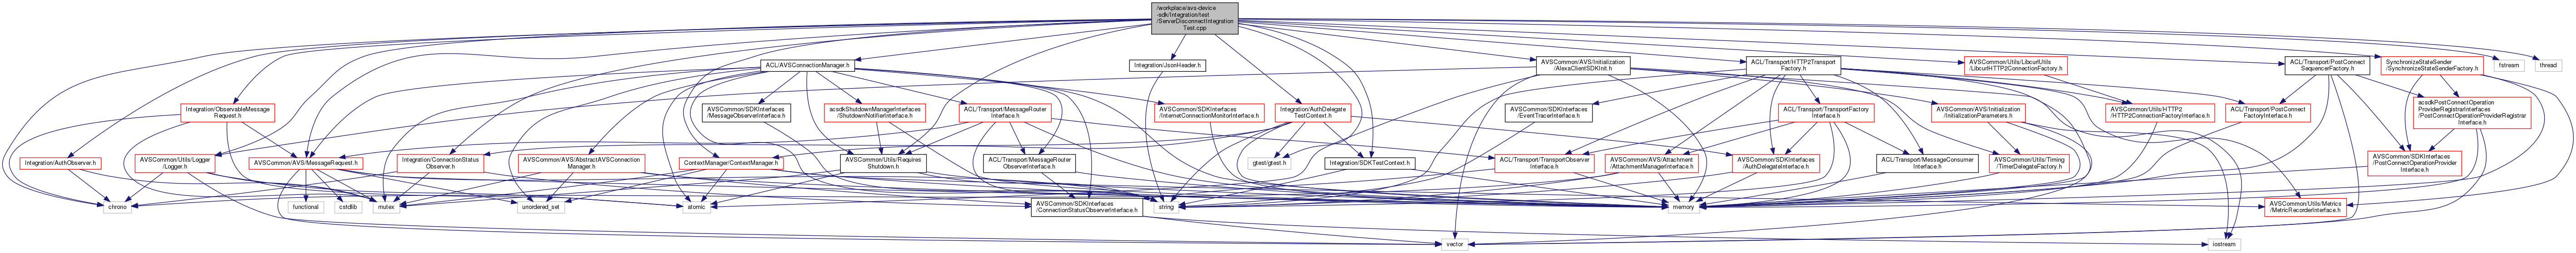 /workplace/avs-device
-sdk/Integration/test
/ServerDisconnectIntegration
Test.cpp
ACL/AVSConnectionManager.h
Integration/JsonHeader.h
AVSCommon/AVS/Initialization
/AlexaClientSDKInit.h
ACL/Transport/HTTP2Transport
Factory.h
AVSCommon/Utils/LibcurlUtils
/LibcurlHTTP2ConnectionFactory.h
ACL/Transport/PostConnect
SequencerFactory.h
SynchronizeStateSender
/SynchronizeStateSenderFactory.h
fstream
thread
Integration/ObservableMessage
Request.h
AVSCommon/SDKInterfaces
/MessageObserverInterface.h
acsdkShutdownManagerInterfaces
/ShutdownNotifierInterface.h
ACL/Transport/MessageRouter
Interface.h
AVSCommon/SDKInterfaces
/InternetConnectionMonitorInterface.h
Integration/AuthDelegate
TestContext.h
AVSCommon/SDKInterfaces
/EventTracerInterface.h
ACL/Transport/TransportFactory
Interface.h
AVSCommon/AVS/Initialization
/InitializationParameters.h
AVSCommon/Utils/HTTP2
/HTTP2ConnectionFactoryInterface.h
ACL/Transport/PostConnect
FactoryInterface.h
acsdkPostConnectOperation
ProviderRegistrarInterfaces
/PostConnectOperationProviderRegistrar
Interface.h
Integration/AuthObserver.h
AVSCommon/Utils/Logger
/Logger.h
AVSCommon/AVS/MessageRequest.h
Integration/ConnectionStatus
Observer.h
AVSCommon/AVS/AbstractAVSConnection
Manager.h
ContextManager/ContextManager.h
AVSCommon/Utils/Requires
Shutdown.h
ACL/Transport/MessageRouter
ObserverInterface.h
gtest/gtest.h
Integration/SDKTestContext.h
AVSCommon/SDKInterfaces
/AuthDelegateInterface.h
ACL/Transport/TransportObserver
Interface.h
AVSCommon/AVS/Attachment
/AttachmentManagerInterface.h
ACL/Transport/MessageConsumer
Interface.h
AVSCommon/Utils/Timing
/TimerDelegateFactory.h
AVSCommon/SDKInterfaces
/PostConnectOperationProvider
Interface.h
chrono
functional
cstdlib
mutex
unordered_set
atomic
AVSCommon/SDKInterfaces
/ConnectionStatusObserverInterface.h
string
memory
AVSCommon/Utils/Metrics
/MetricRecorderInterface.h
vector
iostream